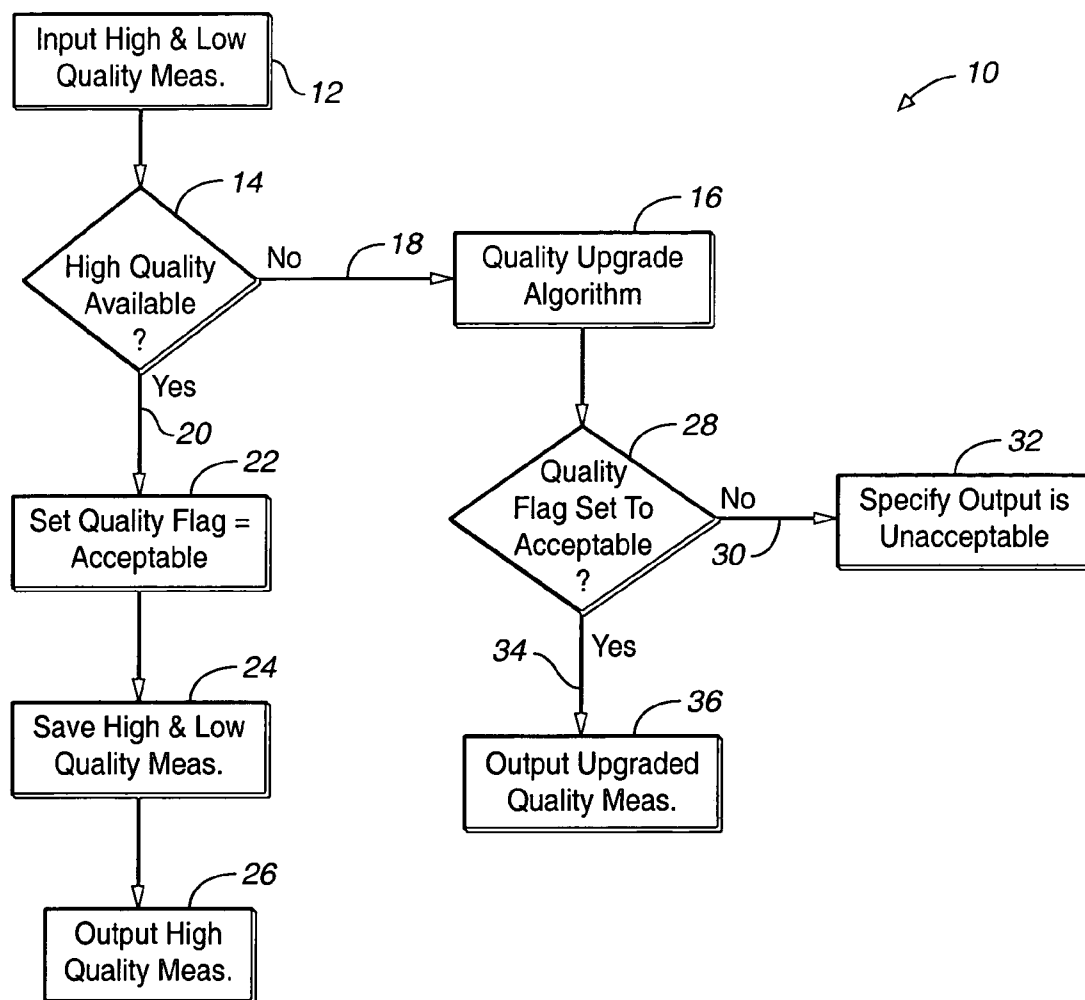 Input High & Low
Quality Meas.
12
10
14
High Quality
Available
?
No
18
16
Quality Upgrade
Algorithm
Yes
20
22
Set Quality Flag =
Acceptable
28
Quality
Flag Set To
Acceptable
?
No
30
32
Specify Output is
Unacceptable
24
Save High & Low
Quality Meas.
34
Yes
36
Output Upgraded
Quality Meas.
26
Output High
Quality Meas.